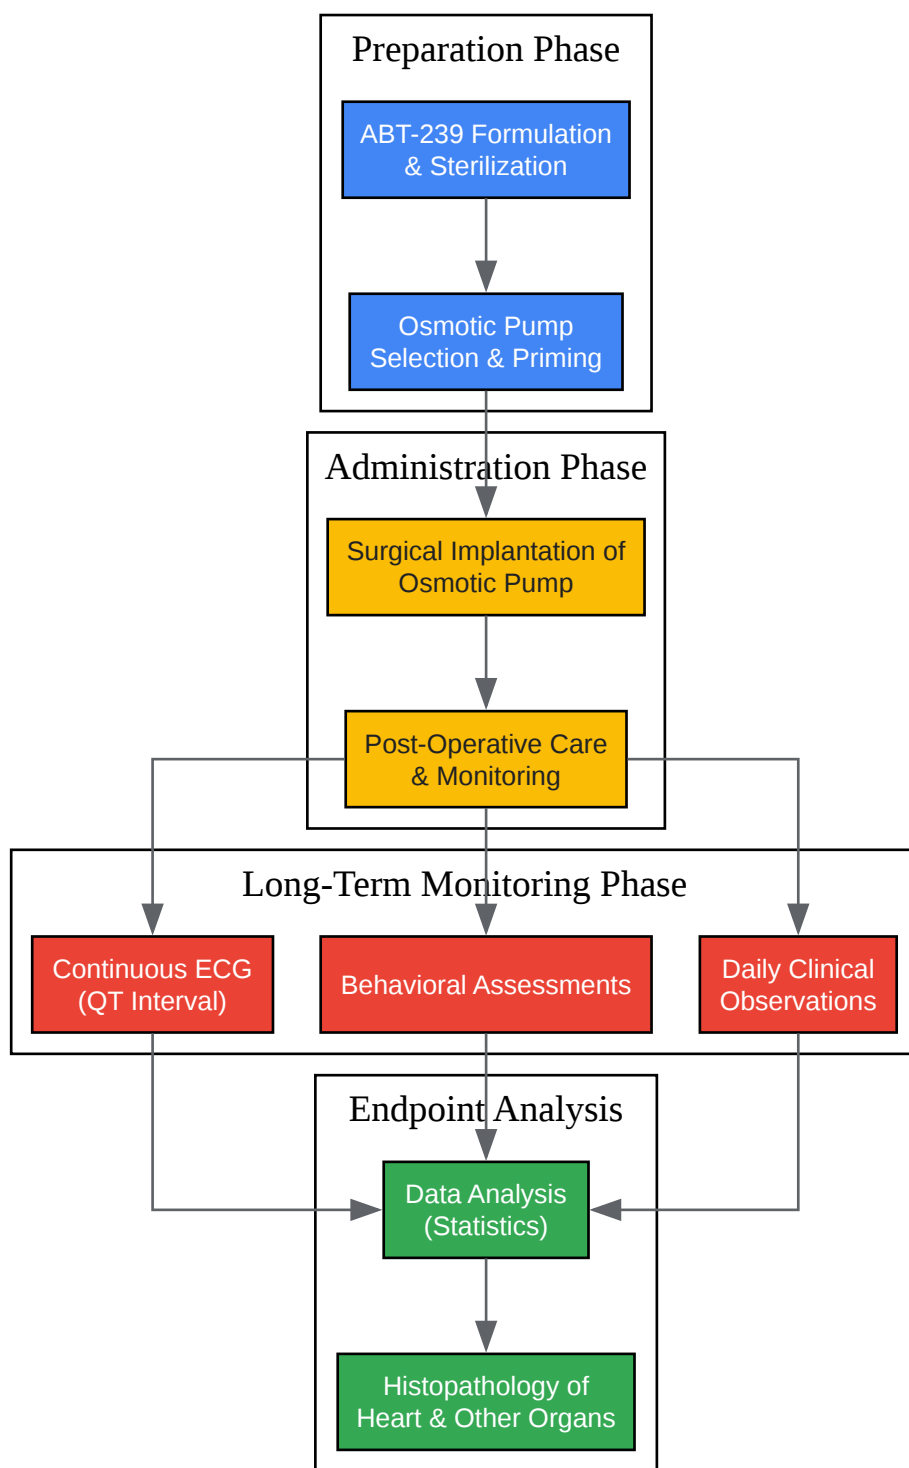 Preparation Phase
ABT-239 Formulation
& Sterilization
Osmotic Pump
Selection & Priming
Administration Phase
Surgical Implantation of
Osmotic Pump
Post-Operative Care
& Monitoring
Long-Term Monitoring Phase
Continuous ECG
(QT Interval)
Behavioral Assessments
Daily Clinical
Observations
Endpoint Analysis
Data Analysis
(Statistics)
Histopathology of
Heart & Other Organs